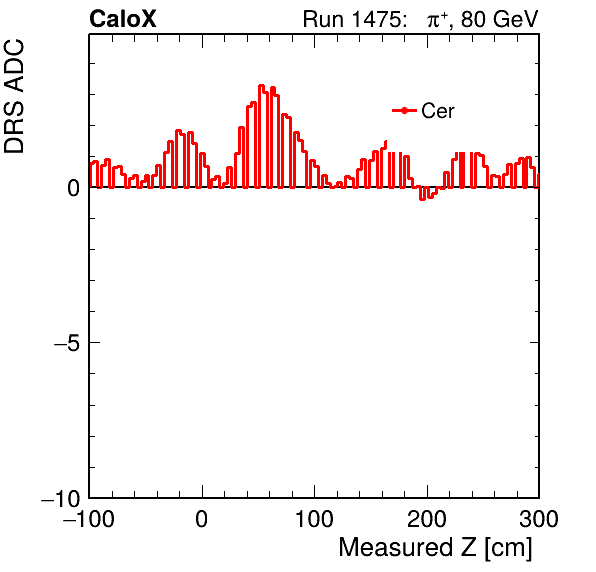 CaloX Run 1475: π⁺, 80 GeV
DRS ADC
Cer
0
−5
−10
−100 0 100 200 300
Measured Z [cm]